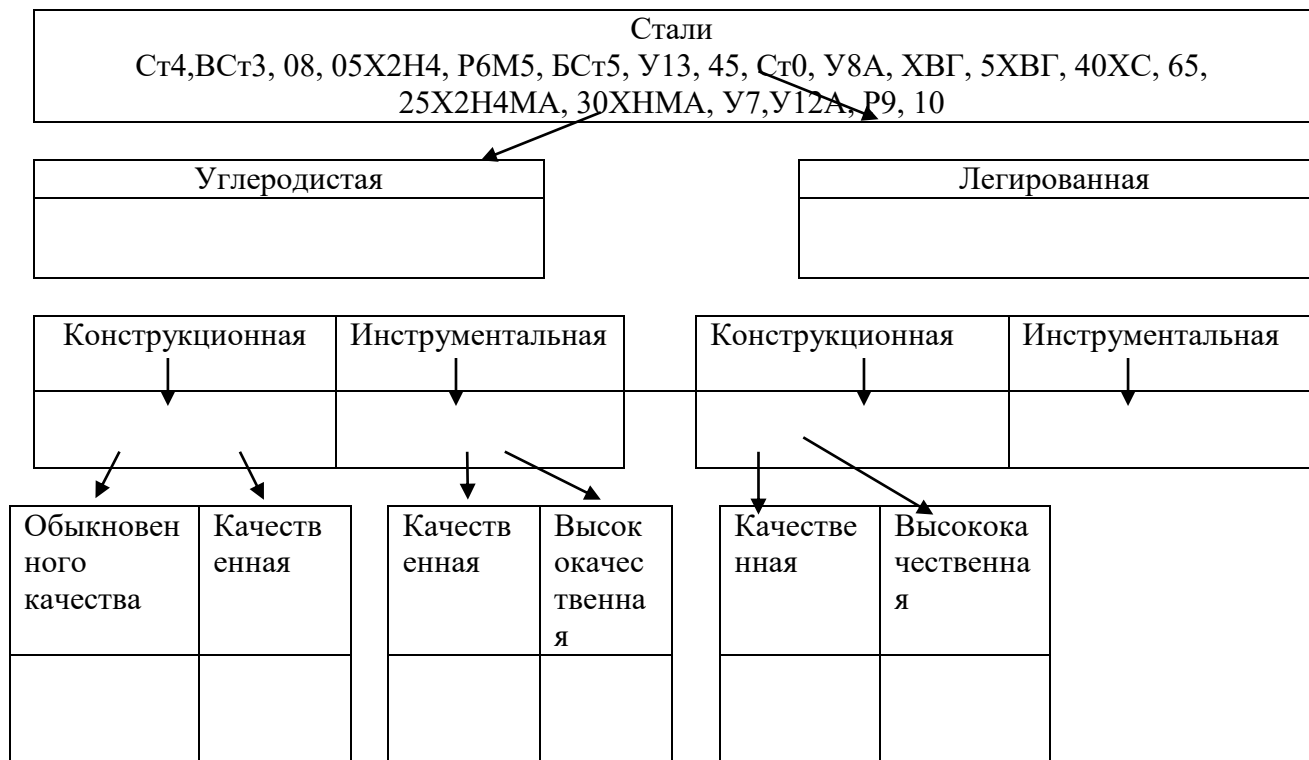 Стали
Ст4,ВСт3, 08, 05Х2Н4, Р6М5, БСт5, У13, 45, Ст0, У8А, ХВГ, 5ХВГ, 40ХС, 65,
25Х2Н4МА, 30ХНМА, У7,У12А, Р9, 10
Углеродистая
Легированная
Конструкционная
Инструментальная
Конструкционная
Инструментальная
Обыкновен
ного
качества
Качеств
енная
Качеств
енная
Высок
окачес
твенна
я
Качестве
нная
Высокока
чественна
я